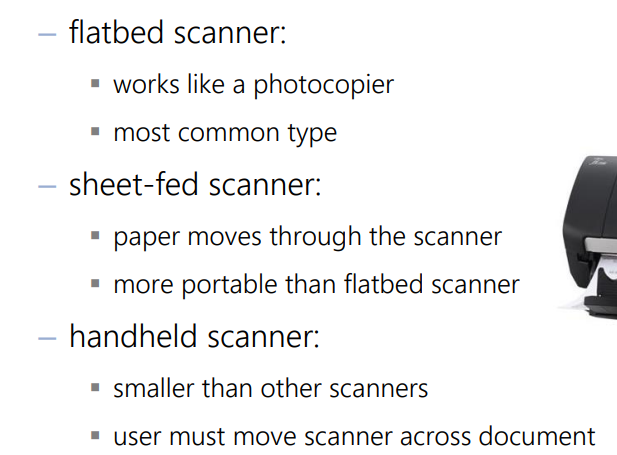 – flatbed scanner:
▪ works like a photocopier
▪ most common type
– sheet-fed scanner:
▪ paper moves through the scanner
▪ more portable than flatbed scanner
– handheld scanner:
▪ smaller than other scanners
▪ user must move scanner across document